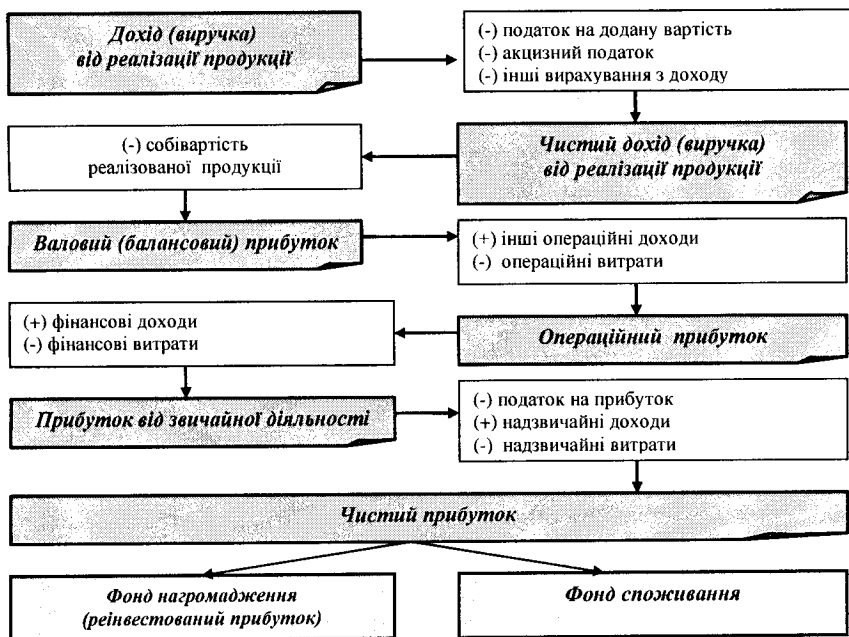 Дохід (виручка)
від реалізації продукції
(-) податок на додану вартість
(-) акцизний податок
(-) інші вирахування з доходу
(-) собівартість
реалізованої продукції
Чистий дохід (виручка)
від реалізації продукції
Валовий (балансовий) прибуток
(+) інші операційні доходи
(-) операційні витрати
(+) фінансові доходи
(-) фінансові витрати
Операційний прибуток
Прибуток від звичайної діяльності
(-) податок на прибуток
(+) надзвичайні доходи
(-) надзвичайні витрати
Чистий прибуток
Фонд нагромадження
(реінвестований прибуток)
Фонд споживання